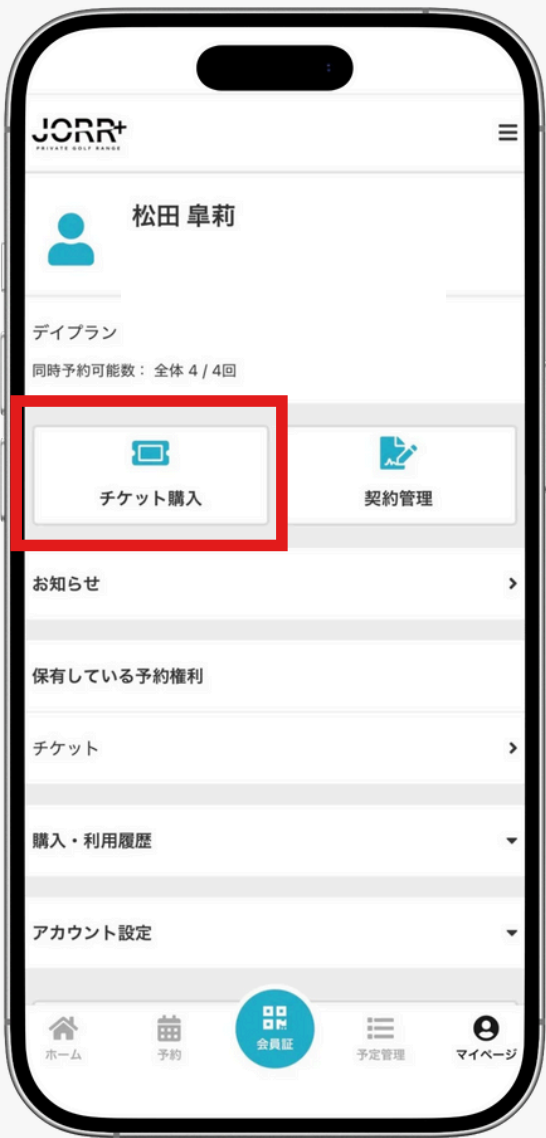 JORR+
PRIVATE GOLF RANGE
松田 皐莉
デイプラン
同時予約可能数： 全体 4 / 4回
チケット購入
契約管理
お知らせ
保有している予約権利
チケット
購入・利用履歴
アカウント設定
ホーム
予約
会員証
予定管理
マイページ